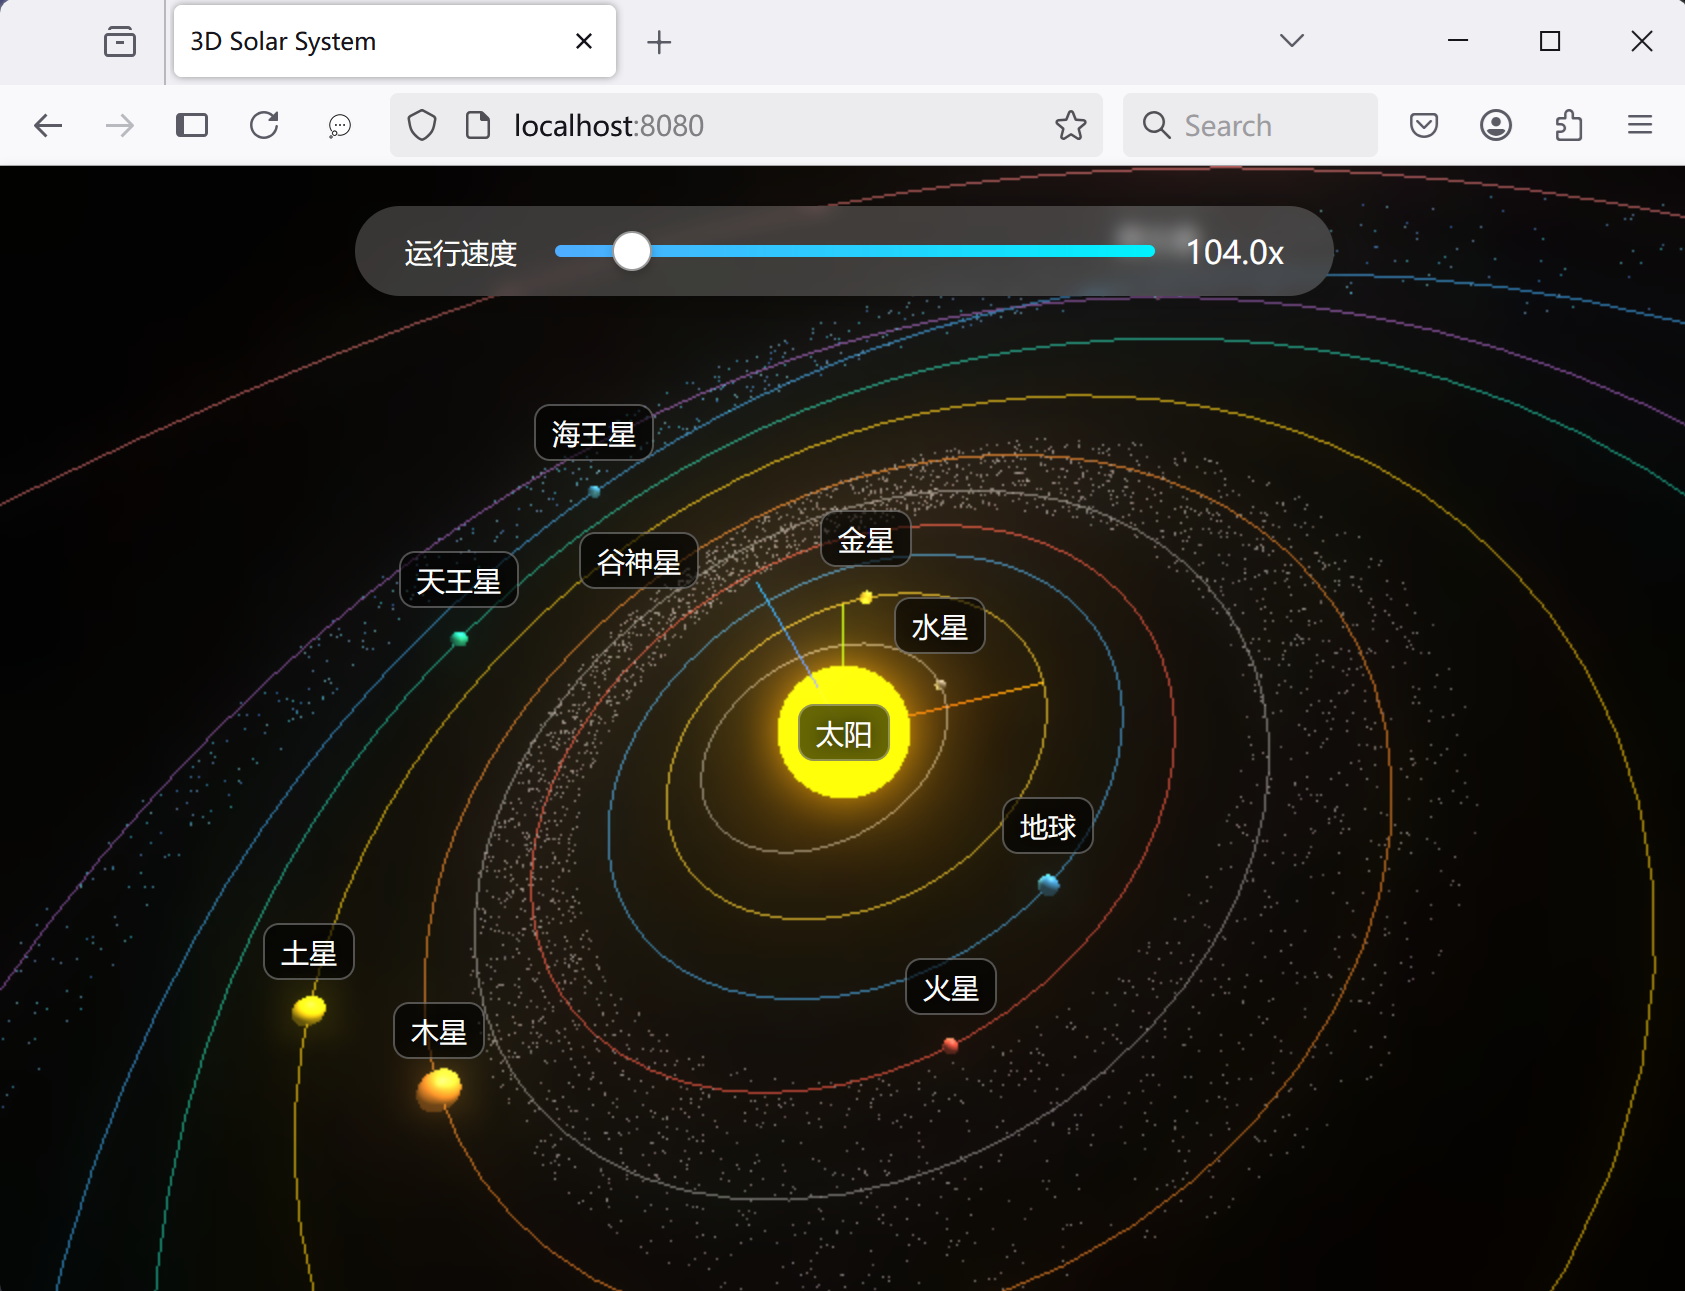 3D Solar System
localhost:8080
Search
运行速度
104.0x
海王星
金星
谷神星
天王星
水星
太阳
地球
土星
火星
木星